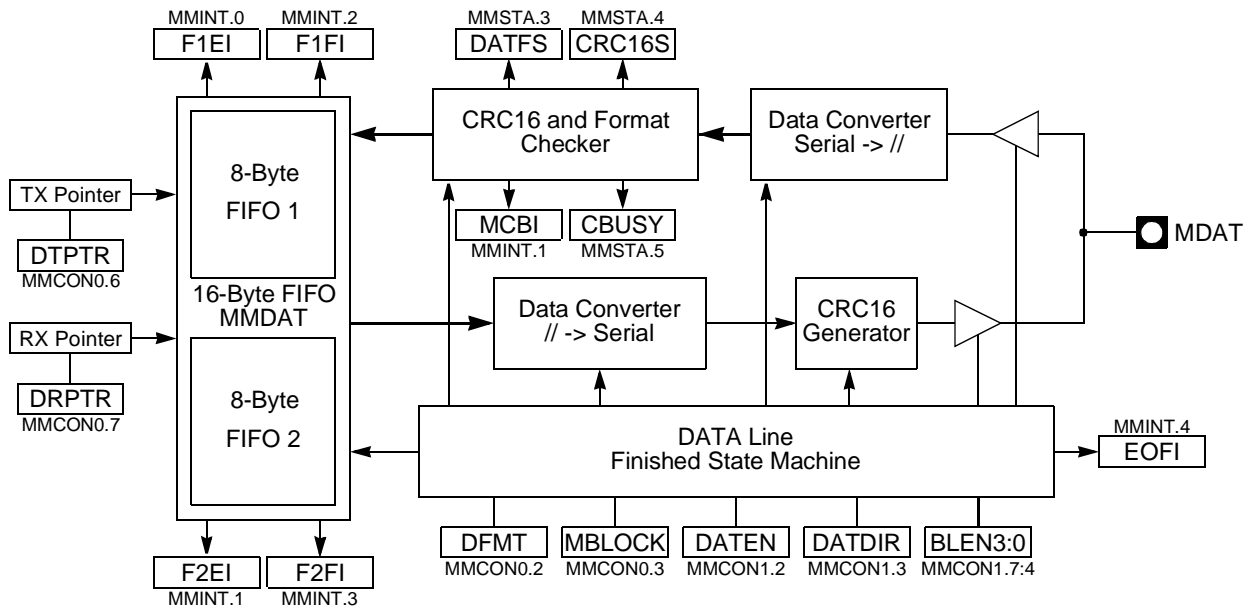 MMINT.0
F1EI
MMINT.2
F1FI
MMSTA.3
DATFS
MMSTA.4
CRC16S
8-Byte
FIFO 1
CRC16 and Format
Checker
Data Converter
Serial -> //
TX Pointer
DTPTR
MMCON0.6
MCBI
MMINT.1
CBUSY
MMSTA.5
MDAT
16-Byte FIFO
MMDAT
Data Converter
// -> Serial
CRC16
Generator
RX Pointer
DRPTR
MMCON0.7
8-Byte
FIFO 2
DATA Line
Finished State Machine
MMINT.4
EOFI
F2EI
MMINT.1
F2FI
MMINT.3
DFMT
MMCON0.2
MBLOCK
MMCON0.3
DATEN
MMCON1.2
DATDIR
MMCON1.3
BLEN3:0
MMCON1.7:4